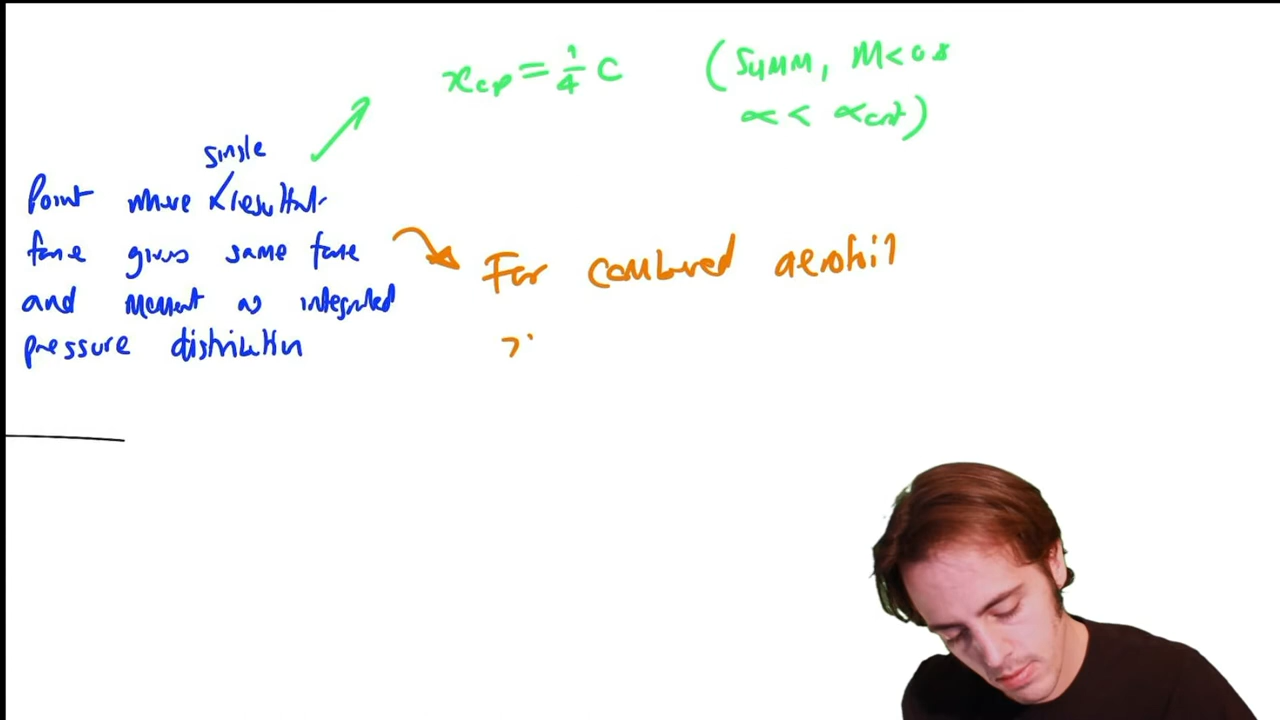 x_cp = 1/4 C (Symm, M<0.8
α << α_crit)
single
Point where resultant
force gives same force
and moment as integrated
pressure distribution
For cambered aerofoil